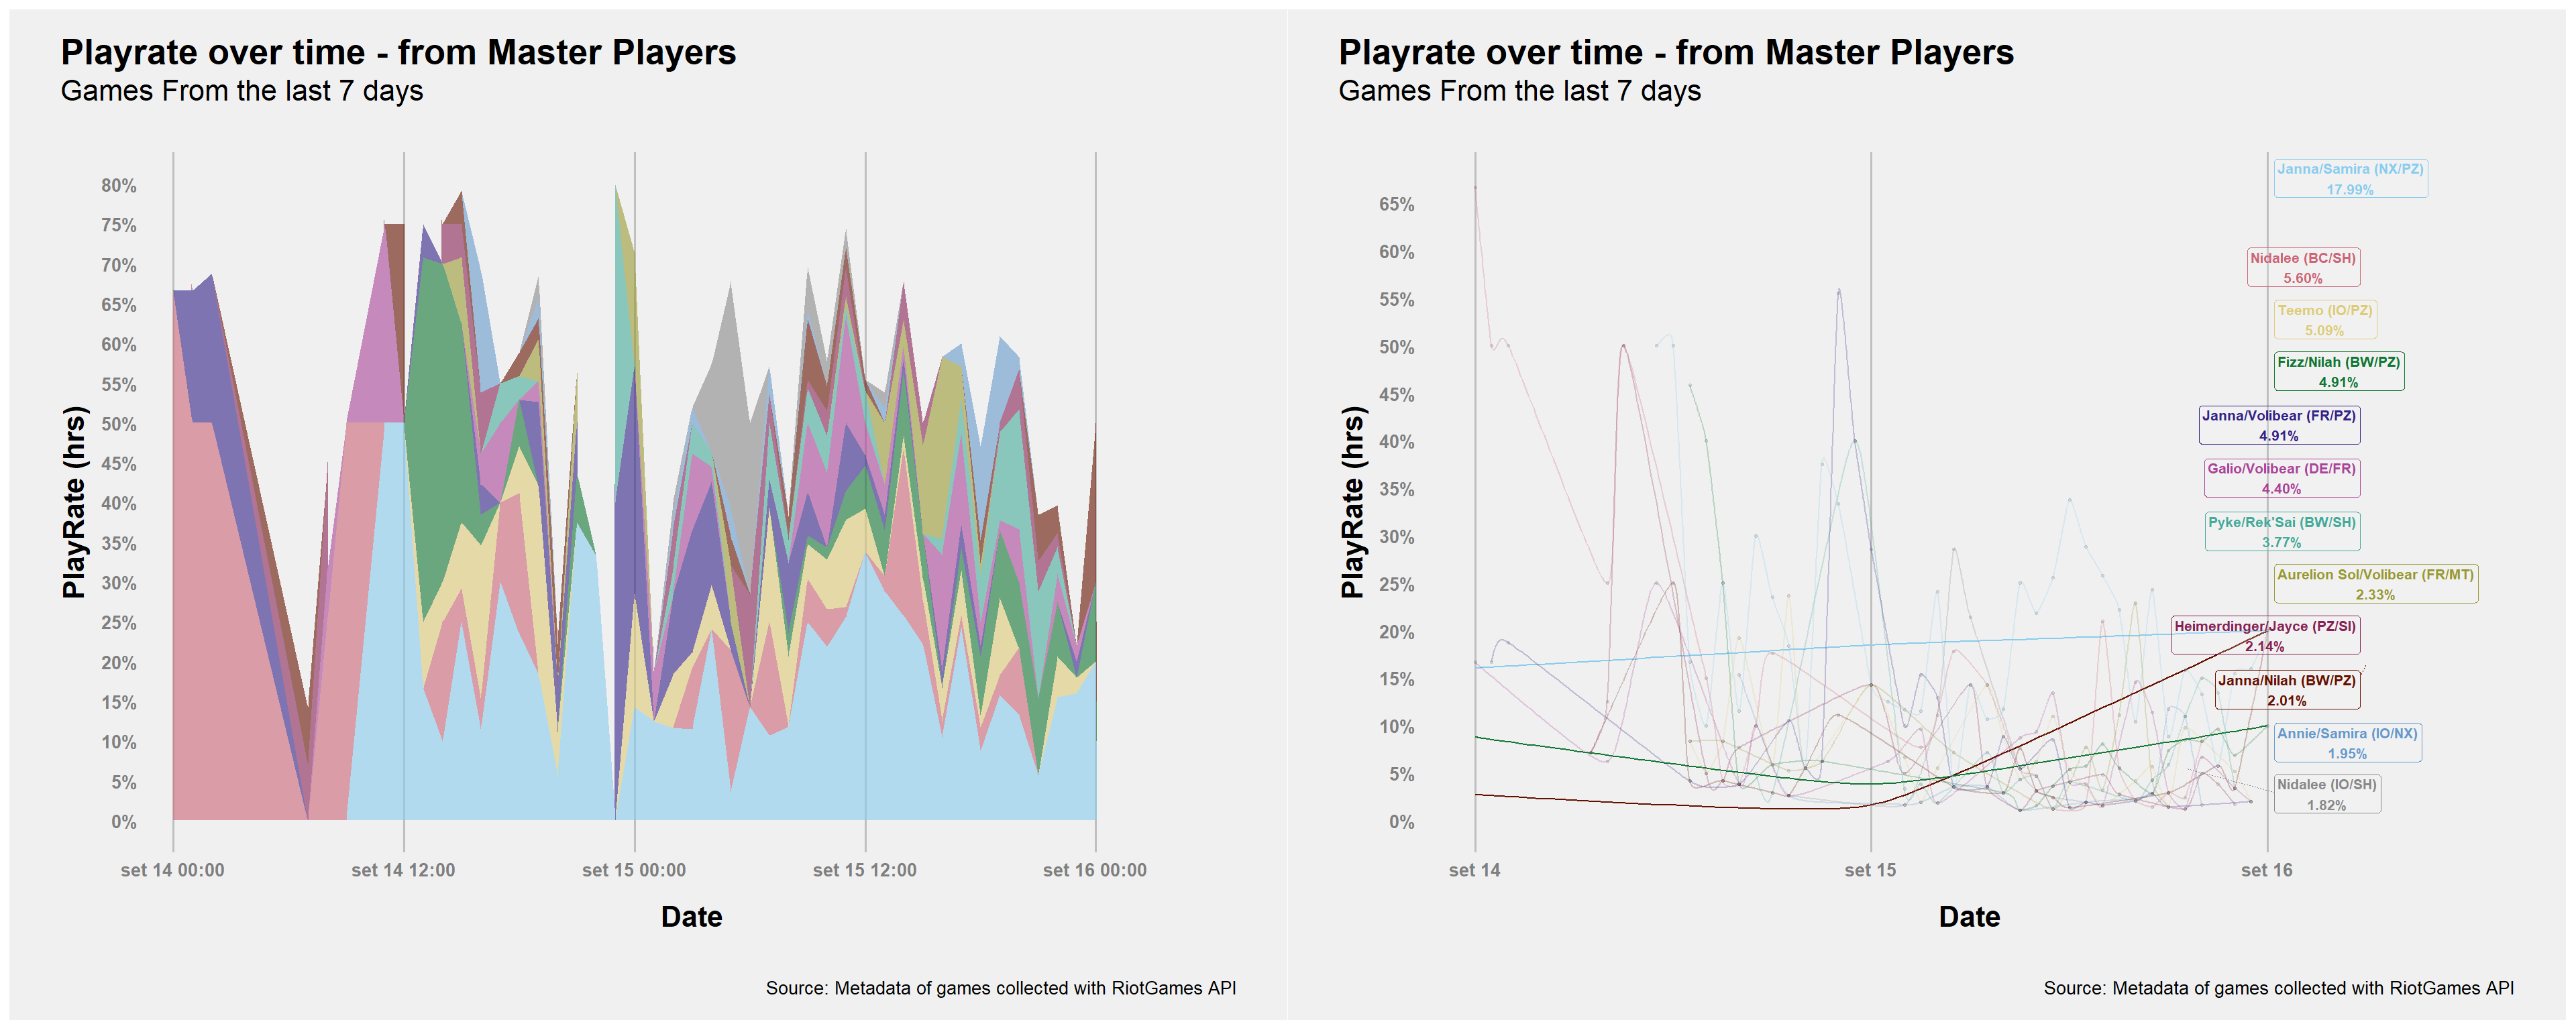 Playrate over time - from Master Players
Games From the last 7 days
PlayRate (hrs)
80%
75%
70%
65%
60%
55%
50%
45%
40%
35%
30%
25%
20%
15%
10%
5%
0%
set 14 00:00
set 14 12:00
set 15 00:00
set 15 12:00
set 16 00:00
Date
Source: Metadata of games collected with RiotGames API
Playrate over time - from Master Players
Games From the last 7 days
PlayRate (hrs)
65%
60%
55%
50%
45%
40%
35%
30%
25%
20%
15%
10%
5%
0%
Janna/Samira (NX/PZ)
17.99%
Nidalee (BC/SH)
5.60%
Teemo (IO/PZ)
5.09%
Fizz/Nilah (BW/PZ)
4.91%
Janna/Volibear (FR/PZ)
4.91%
Galio/Volibear (DE/FR)
4.40%
Pyke/Rek'Sai (BW/SH)
3.77%
Aurelion Sol/Volibear (FR/MT)
2.33%
Heimerdinger/Jayce (PZ/SI)
2.14%
Janna/Nilah (BW/PZ)
2.01%
Annie/Samira (IO/NX)
1.95%
Nidalee (IO/SH)
1.82%
set 14
set 15
set 16
Date
Source: Metadata of games collected with RiotGames API